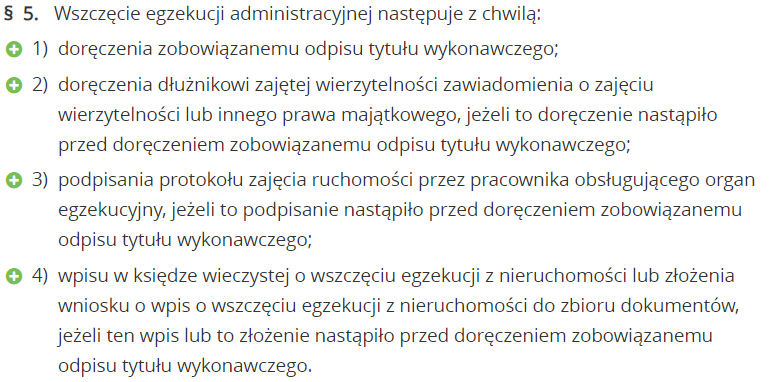 § 5. Wszczęcie egzekucji administracyjnej następuje z chwilą:
1) doręczenia zobowiązanemu odpisu tytułu wykonawczego;
2) doręczenia dłużnikowi zajętej wierzytelności zawiadomienia o zajęciu
wierzytelności lub innego prawa majątkowego, jeżeli to doręczenie nastąpiło
przed doręczeniem zobowiązanemu odpisu tytułu wykonawczego;
3) podpisania protokołu zajęcia ruchomości przez pracownika obsługującego organ
egzekucyjny, jeżeli to podpisanie nastąpiło przed doręczeniem zobowiązanemu
odpisu tytułu wykonawczego;
4) wpisu w księdze wieczystej o wszczęciu egzekucji z nieruchomości lub złożenia
wniosku o wpis o wszczęciu egzekucji z nieruchomości do zbioru dokumentów,
jeżeli ten wpis lub to złożenie nastąpiło przed doręczeniem zobowiązanemu
odpisu tytułu wykonawczego.